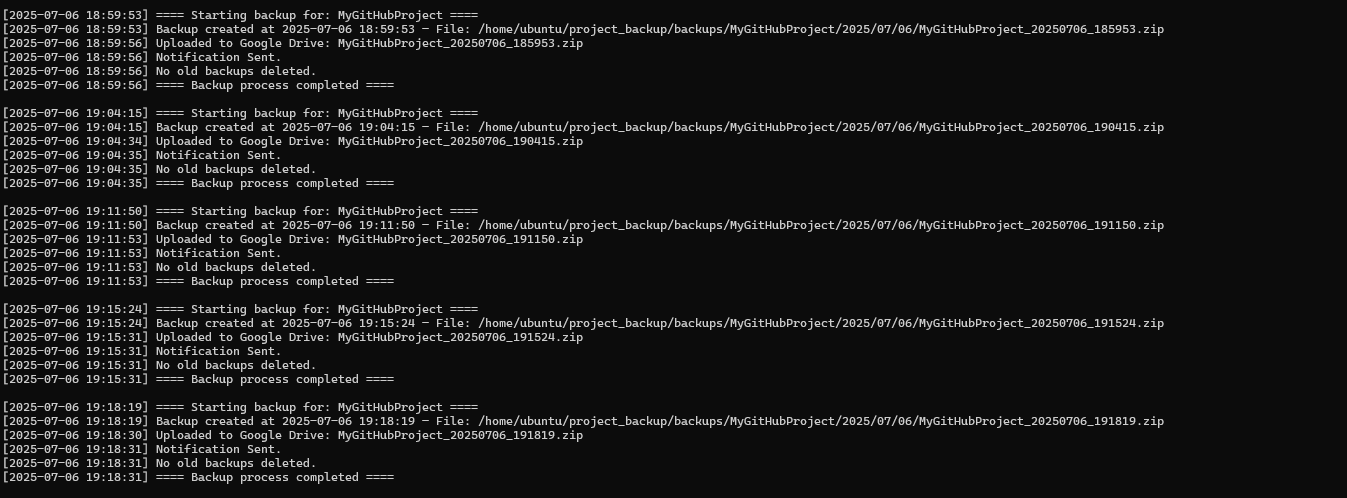 [2025-07-06 18:59:53] ==== Starting backup for: MyGitHubProject ====
[2025-07-06 18:59:53] Backup created at 2025-07-06 18:59:53 — File: /home/ubuntu/project_backup/backups/MyGitHubProject/2025/07/06/MyGitHubProject_20250706_185953.zip
[2025-07-06 18:59:56] Uploaded to Google Drive: MyGitHubProject_20250706_185953.zip
[2025-07-06 18:59:56] Notification Sent.
[2025-07-06 18:59:56] No old backups deleted.
[2025-07-06 18:59:56] ==== Backup process completed ====
[2025-07-06 19:04:15] ==== Starting backup for: MyGitHubProject ====
[2025-07-06 19:04:15] Backup created at 2025-07-06 19:04:15 — File: /home/ubuntu/project_backup/backups/MyGitHubProject/2025/07/06/MyGitHubProject_20250706_190415.zip
[2025-07-06 19:04:34] Uploaded to Google Drive: MyGitHubProject_20250706_190415.zip
[2025-07-06 19:04:35] Notification Sent.
[2025-07-06 19:04:35] No old backups deleted.
[2025-07-06 19:04:35] ==== Backup process completed ====
[2025-07-06 19:11:50] ==== Starting backup for: MyGitHubProject ====
[2025-07-06 19:11:50] Backup created at 2025-07-06 19:11:50 — File: /home/ubuntu/project_backup/backups/MyGitHubProject/2025/07/06/MyGitHubProject_20250706_191150.zip
[2025-07-06 19:11:53] Uploaded to Google Drive: MyGitHubProject_20250706_191150.zip
[2025-07-06 19:11:53] Notification Sent.
[2025-07-06 19:11:53] No old backups deleted.
[2025-07-06 19:11:53] ==== Backup process completed ====
[2025-07-06 19:15:24] ==== Starting backup for: MyGitHubProject ====
[2025-07-06 19:15:24] Backup created at 2025-07-06 19:15:24 — File: /home/ubuntu/project_backup/backups/MyGitHubProject/2025/07/06/MyGitHubProject_20250706_191524.zip
[2025-07-06 19:15:31] Uploaded to Google Drive: MyGitHubProject_20250706_191524.zip
[2025-07-06 19:15:31] Notification Sent.
[2025-07-06 19:15:31] No old backups deleted.
[2025-07-06 19:15:31] ==== Backup process completed ====
[2025-07-06 19:18:19] ==== Starting backup for: MyGitHubProject ====
[2025-07-06 19:18:19] Backup created at 2025-07-06 19:18:19 — File: /home/ubuntu/project_backup/backups/MyGitHubProject/2025/07/06/MyGitHubProject_20250706_191819.zip
[2025-07-06 19:18:30] Uploaded to Google Drive: MyGitHubProject_20250706_191819.zip
[2025-07-06 19:18:31] Notification Sent.
[2025-07-06 19:18:31] No old backups deleted.
[2025-07-06 19:18:31] ==== Backup process completed ====